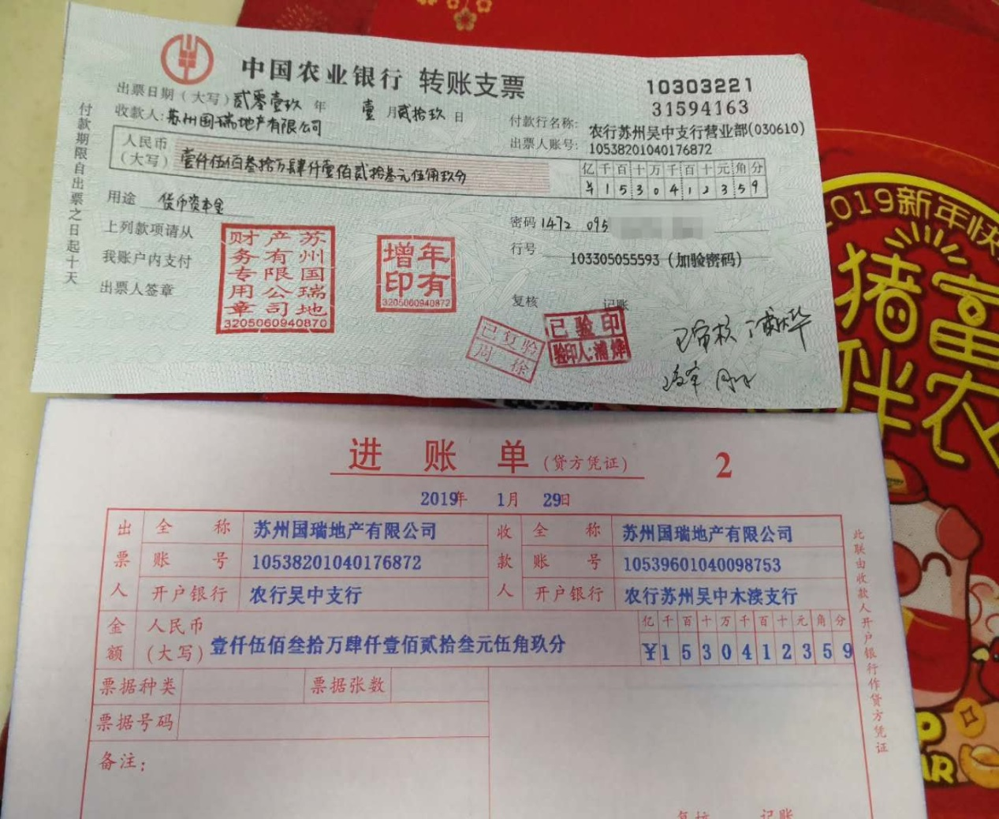 中国农业银行 转账支票
10303221
31594163
出票日期(大写)贰零壹玖年 壹月贰拾玖日
收款人:苏州国瑞地产有限公司
付款行名称: 农行苏州吴中支行营业部(030610)
出票人账号: 10538201040176872
人民币(大写) 壹仟伍佰叁拾万肆仟壹佰贰拾叁元伍角玖分
亿千百十万千百十元角分
¥1530412359
用途 货币资本金
密码 1472 095
上列款项请从
行号 103305055593 (加验密码)
我账户内支付
出票人签章
复核 记账
付款期限自出票之日起十天
苏州国瑞地产有限公司财务专用章
3205060940870
年有增印
3205060940872
已复验
周徐
已验印
验印人:浦烨
已审核
进账单(贷方凭证) 2
2019年 1月 29日
出票人 全称 苏州国瑞地产有限公司 收款人 全称 苏州国瑞地产有限公司
账号 10538201040176872 账号 10539601040098753
开户银行 农行吴中支行 开户银行 农行苏州吴中木渎支行
金额 人民币(大写) 壹仟伍佰叁拾万肆仟壹佰贰拾叁元伍角玖分
亿千百十万千百十元角分
¥1530412359
票据种类 票据张数
票据号码
备注:
复核 记账
此联由收款人开户银行作贷方凭证
2019新年快
猪富
伴农